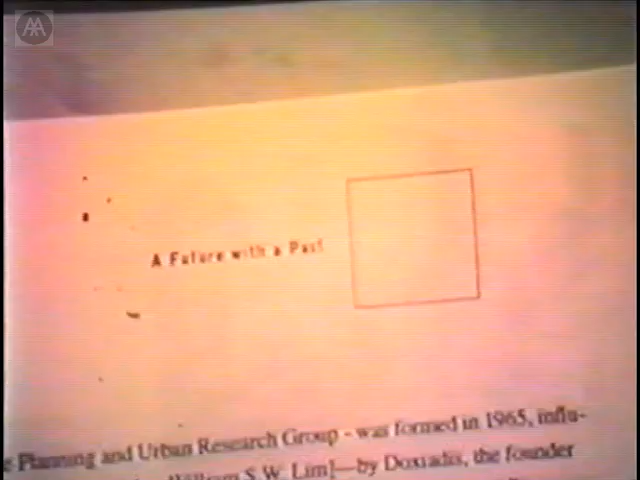 AA
A Future with a Past
e Planning and Urban Research Group - was formed in 1965, influ-
William S.W. Lim]—by Doxiadis, the founder